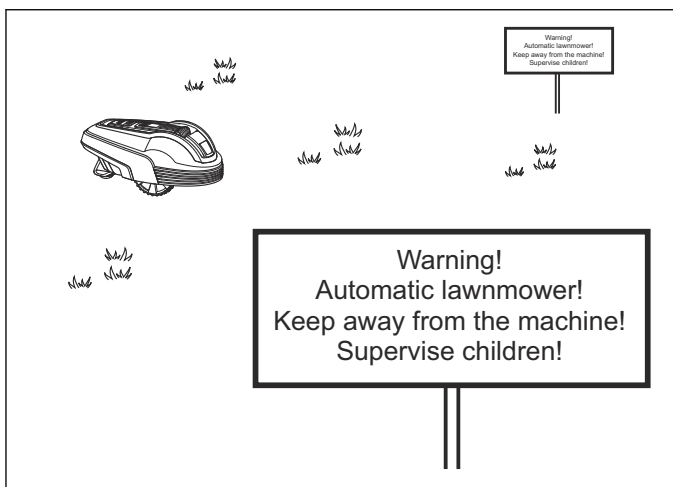 Warning!
Automatic lawnmower!
Keep away from the machine!
Supervise children!
Warning!
Automatic lawnmower!
Keep away from the machine!
Supervise children!